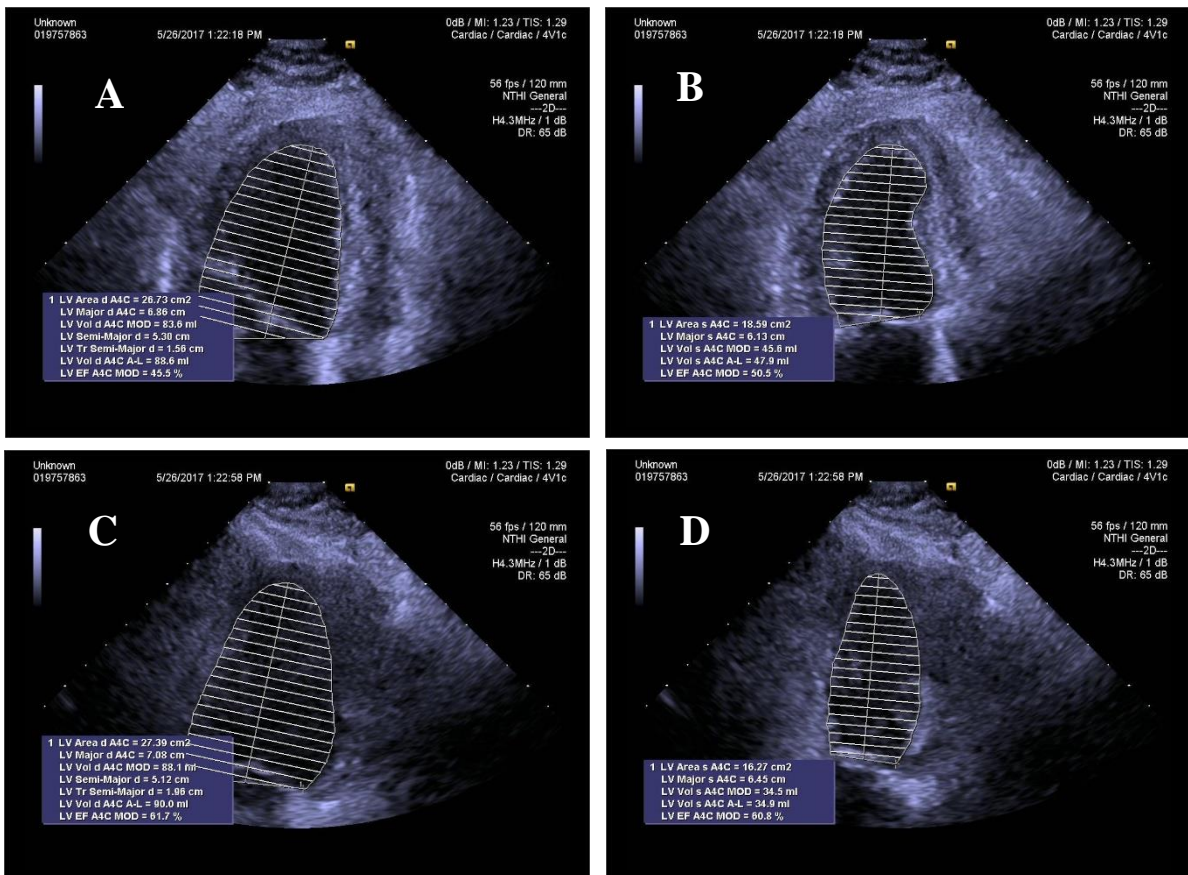 Unknown
019757863
5/26/2017 1:22:18 PM
0dB / MI: 1.23 / TIS: 1.29
Cardiac / Cardiac / 4V1c
A
56 fps / 120 mm
NTHI General
---2D---
H4.3MHz / 1 dB
DR: 65 dB
1 LV Area d A4C = 26.73 cm2
LV Major d A4C = 6.86 cm
LV Vol d A4C MOD = 83.6 ml
LV Semi-Major d = 5.30 cm
LV Tr Semi-Major d = 1.56 cm
LV Vol d A4C A-L = 88.6 ml
LV EF A4C MOD = 45.5 %
Unknown
019757863
5/26/2017 1:22:18 PM
0dB / MI: 1.23 / TIS: 1.29
Cardiac / Cardiac / 4V1c
B
56 fps / 120 mm
NTHI General
---2D---
H4.3MHz / 1 dB
DR: 65 dB
1 LV Area s A4C = 18.59 cm2
LV Major s A4C = 6.13 cm
LV Vol s A4C MOD = 45.6 ml
LV Vol s A4C A-L = 47.9 ml
LV EF A4C MOD = 50.5 %
Unknown
019757863
5/26/2017 1:22:58 PM
0dB / MI: 1.23 / TIS: 1.29
Cardiac / Cardiac / 4V1c
C
56 fps / 120 mm
NTHI General
---2D---
H4.3MHz / 1 dB
DR: 65 dB
1 LV Area d A4C = 27.39 cm2
LV Major d A4C = 7.08 cm
LV Vol d A4C MOD = 88.1 ml
LV Semi-Major d = 5.12 cm
LV Tr Semi-Major d = 1.96 cm
LV Vol d A4C A-L = 90.0 ml
LV EF A4C MOD = 61.7 %
Unknown
019757863
5/26/2017 1:22:58 PM
0dB / MI: 1.23 / TIS: 1.29
Cardiac / Cardiac / 4V1c
D
56 fps / 120 mm
NTHI General
---2D---
H4.3MHz / 1 dB
DR: 65 dB
1 LV Area s A4C = 16.27 cm2
LV Major s A4C = 6.45 cm
LV Vol s A4C MOD = 34.5 ml
LV Vol s A4C A-L = 34.9 ml
LV EF A4C MOD = 60.8 %